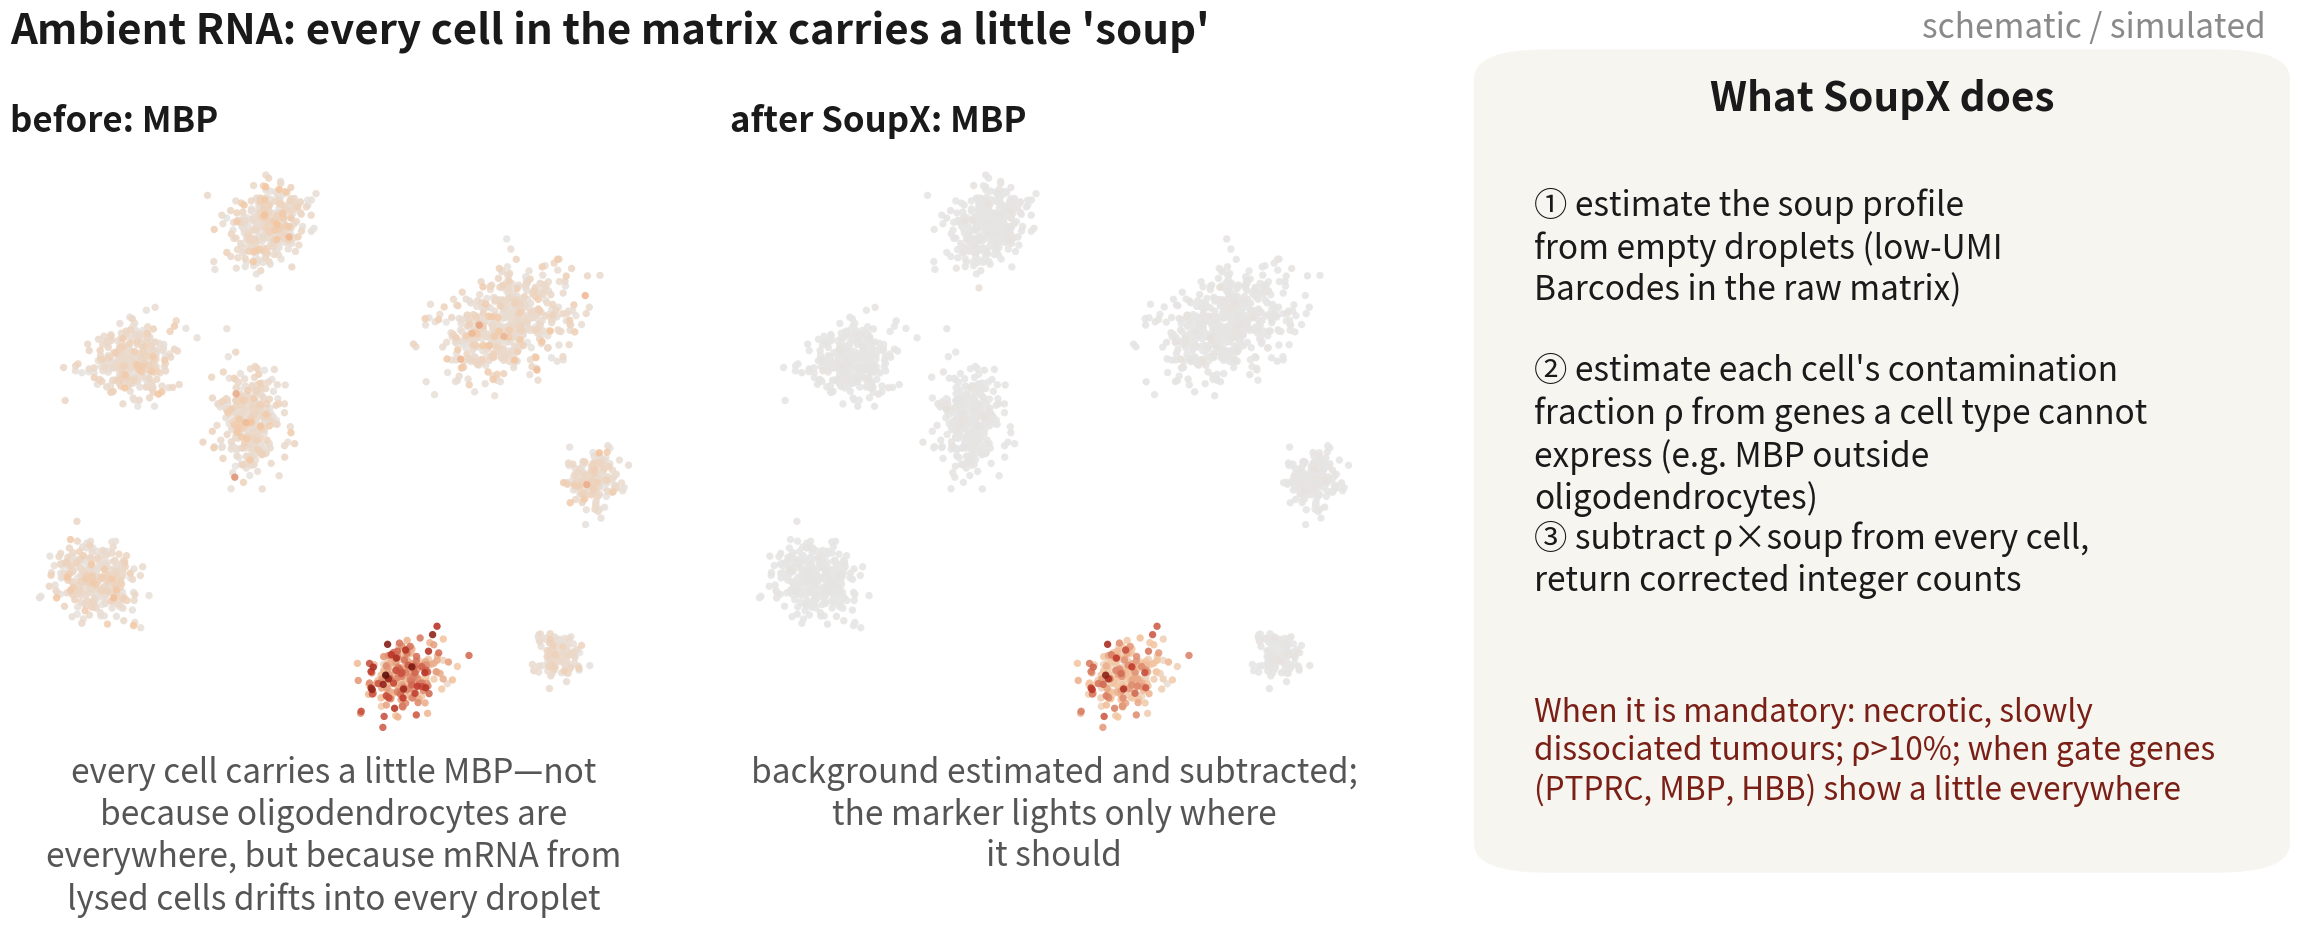 Ambient RNA: every cell in the matrix carries a little 'soup'
schematic / simulated
before: MBP
after SoupX: MBP
every cell carries a little MBP—not
because oligodendrocytes are
everywhere, but because mRNA from
lysed cells drifts into every droplet
background estimated and subtracted;
the marker lights only where
it should
What SoupX does
① estimate the soup profile
from empty droplets (low-UMI
Barcodes in the raw matrix)
② estimate each cell's contamination
fraction ρ from genes a cell type cannot
express (e.g. MBP outside
oligodendrocytes)
③ subtract ρ×soup from every cell,
return corrected integer counts
When it is mandatory: necrotic, slowly
dissociated tumours; ρ>10%; when gate genes
(PTPRC, MBP, HBB) show a little everywhere